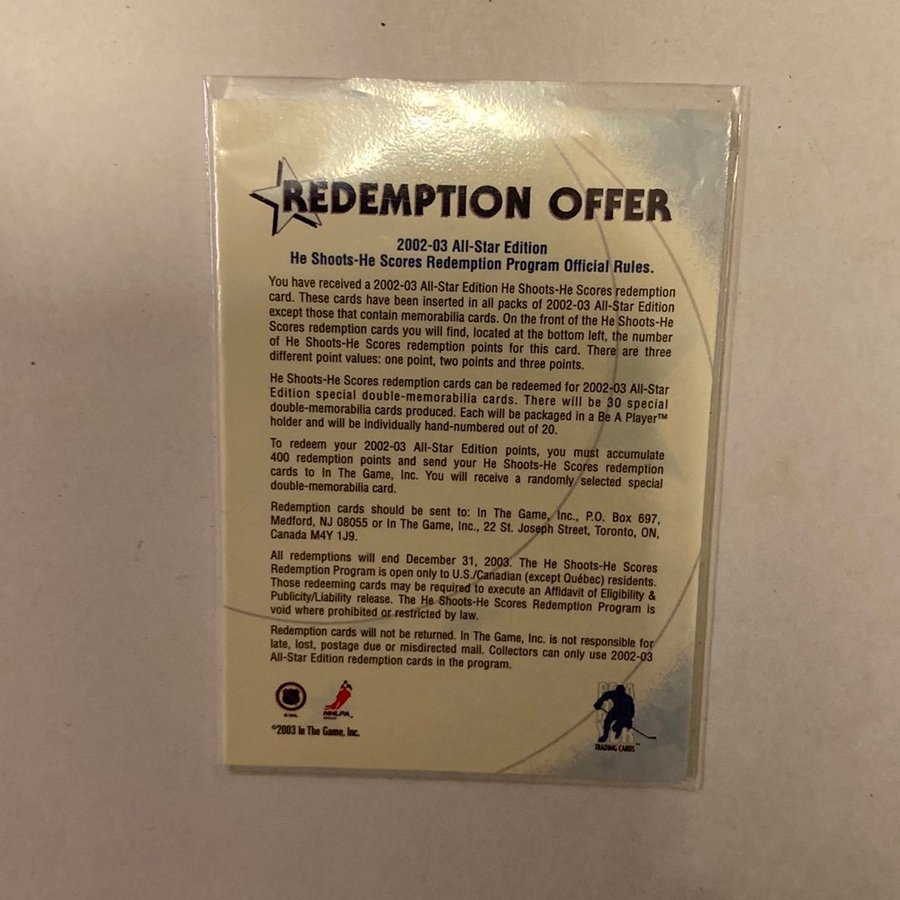 REDEMPTION OFFER
2002-03 All-Star Edition
He Shoots-He Scores Redemption Program Official Rules.
You have received a 2002-03 All-Star Edition He Shoots-He Scores redemption
card. These cards have been inserted in all packs of 2002-03 All-Star Edition
except those that contain memorabilia cards. On the front of the He Shoots-He
Scores redemption cards you will find, located at the bottom left, the number
of He Shoots-He Scores redemption points for this card. There are three
different point values: one point, two points and three points.
He Shoots-He Scores redemption cards can be redeemed for 2002-03 All-Star
Edition special double-memorabilia cards. There will be 30 special
double-memorabilia cards produced. Each will be packaged in a Be A Player™
holder and will be individually hand-numbered out of 20.
To redeem your 2002-03 All-Star Edition points, you must accumulate
400 redemption points and send your He Shoots-He Scores redemption
cards to In The Game, Inc. You will receive a randomly selected special
double-memorabilia card.
Redemption cards should be sent to: In The Game, Inc., P.O. Box 697,
Medford, NJ 08055 or In The Game, Inc., 22 St. Joseph Street, Toronto, ON,
Canada M4Y 1J9.
All redemptions will end December 31, 2003. The He Shoots-He Scores
Redemption Program is open only to U.S./Canadian (except Québec) residents.
Those redeeming cards may be required to execute an Affidavit of Eligibility &
Publicity/Liability release. The He Shoots-He Scores Redemption Program is
void where prohibited or restricted by law.
Redemption cards will not be returned. In The Game, Inc. is not responsible for
late, lost, postage due or misdirected mail. Collectors can only use 2002-03
All-Star Edition redemption cards in the program.
© NHL
NHLPA
©2003 In The Game, Inc.
TRADING CARDS™